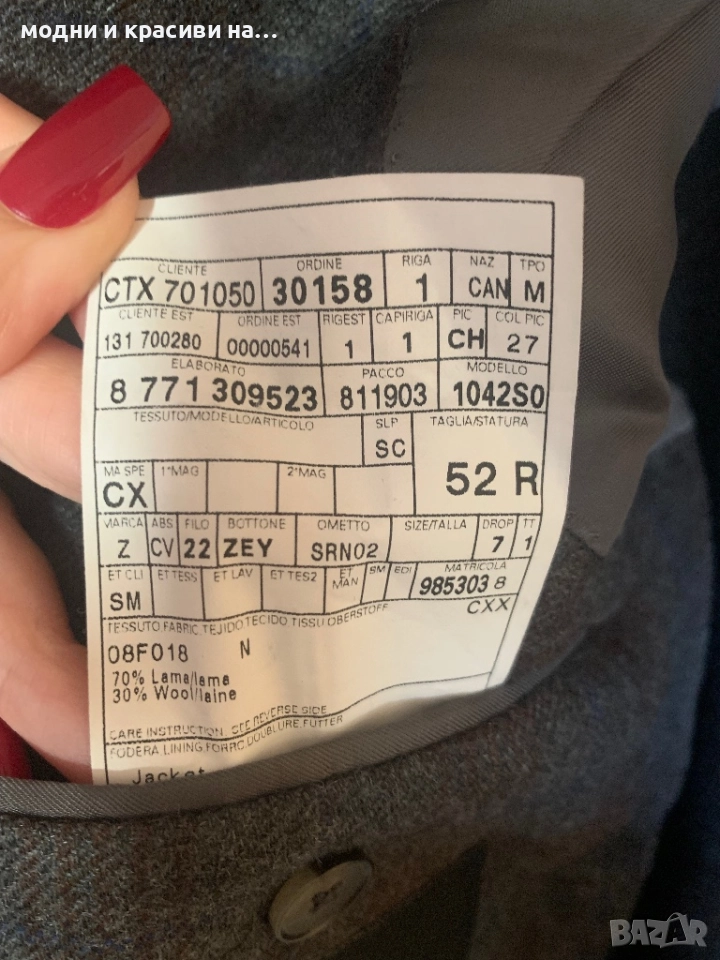 модни и красиви на...
CLIENTE ORDINE RIGA NAZ TPO
CTX 701050 30158 1 CAN M
CLIENTE EST ORDINE EST RIGEST CAPIRIGA PIC COL PIC
131 700280 00000541 1 1 CH 27
ELABORATO PACCO MODELLO
8 771 309523 811903 1042S0
TESSUTO/MODELLO/ARTICOLO SLP TAGLIA/STATURA
SC
MA SPE 1°MAG 2°MAG
CX 52 R
MARCA ABS FILO BOTTONE OMETTO SIZE/TALLA DROP TT
Z CV 22 ZEY SRN02 7 1
ET CLI ET TESS ET LAV ET TES2 ET MAN SM EDI MATRICOLA
SM 985303 8
CXX
TESSUTO.FABRIC.TEJIDO TECIDO TISSU OBERSTOFF
08F018 N
70% Lama/lama
30% Wool/laine
CARE INSTRUCTION. SEE REVERSE SIDE
FODERA LINING FORRO DOUBLURE FUTTER
Jacket
BAZAR